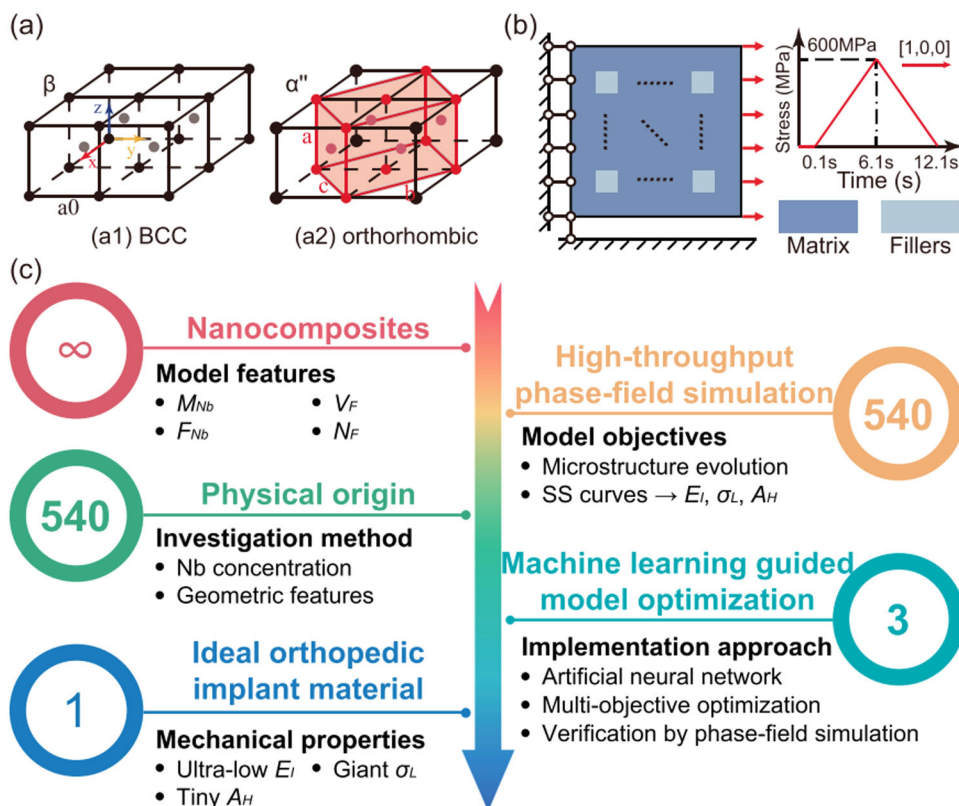 (a)
β
z
y
x
a0
(a1) BCC
α"
a
c
b
(a2) orthorhombic
(b)
600MPa
[1,0,0]
Stress (MPa)
0.1s 6.1s 12.1s
Time (s)
Matrix Fillers
(c)
∞
Nanocomposites
Model features
• MNb • VF
• FNb • NF
High-throughput
phase-field simulation
540
Model objectives
• Microstructure evolution
• SS curves → EI, σL, AH
540
Physical origin
Investigation method
• Nb concentration
• Geometric features
Machine learning guided
model optimization
3
Implementation approach
• Artificial neural network
• Multi-objective optimization
• Verification by phase-field simulation
1
Ideal orthopedic
implant material
Mechanical properties
• Ultra-low EI • Giant σL
• Tiny AH